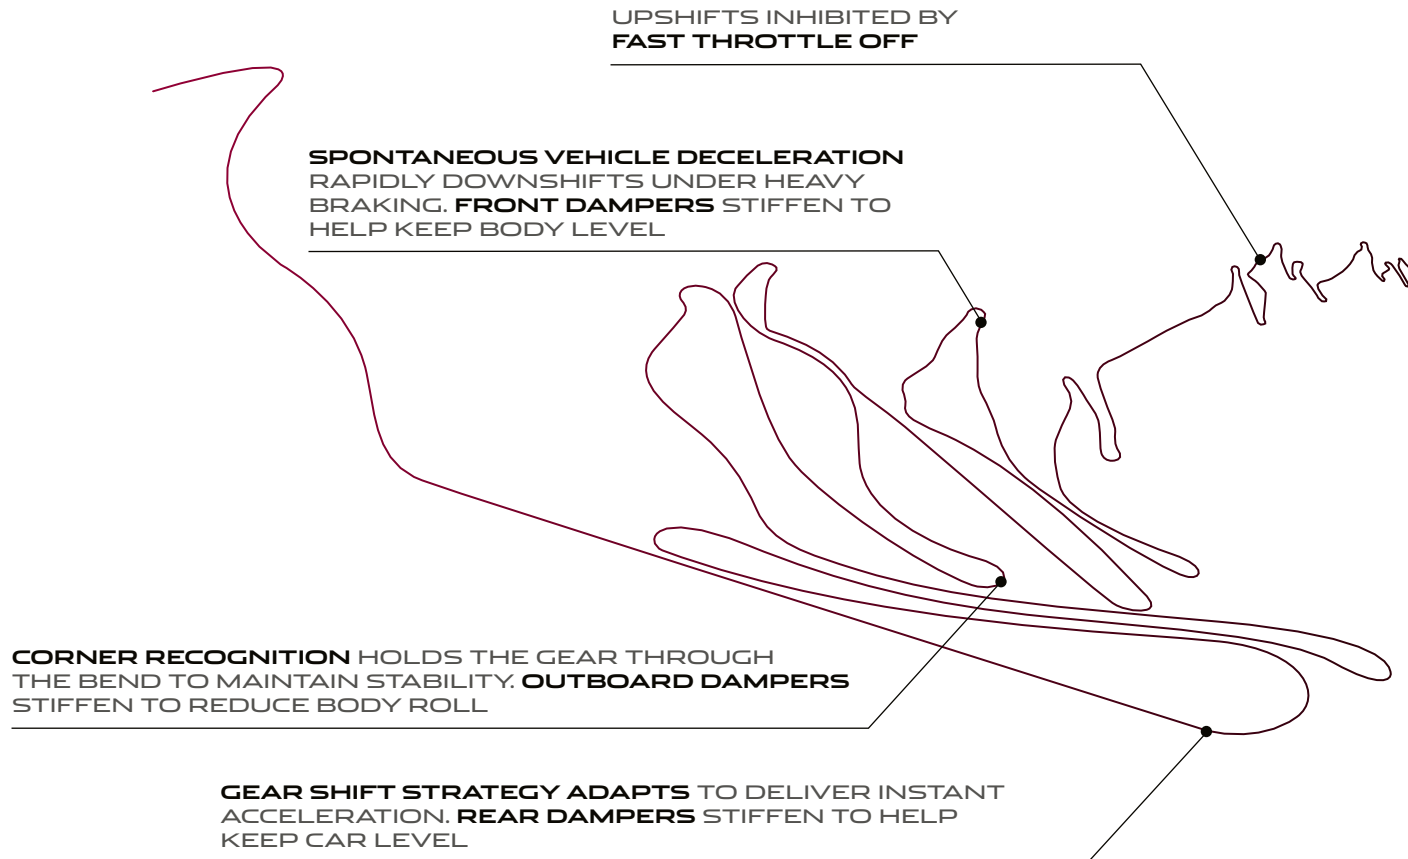 UPSHIFTS INHIBITED BY
FAST THROTTLE OFF
SPONTANEOUS VEHICLE DECELERATION
RAPIDLY DOWNSHIFTS UNDER HEAVY
BRAKING. FRONT DAMPERS STIFFEN TO
HELP KEEP BODY LEVEL
CORNER RECOGNITION HOLDS THE GEAR THROUGH
THE BEND TO MAINTAIN STABILITY. OUTBOARD DAMPERS
STIFFEN TO REDUCE BODY ROLL
GEAR SHIFT STRATEGY ADAPTS TO DELIVER INSTANT
ACCELERATION. REAR DAMPERS STIFFEN TO HELP
KEEP CAR LEVEL